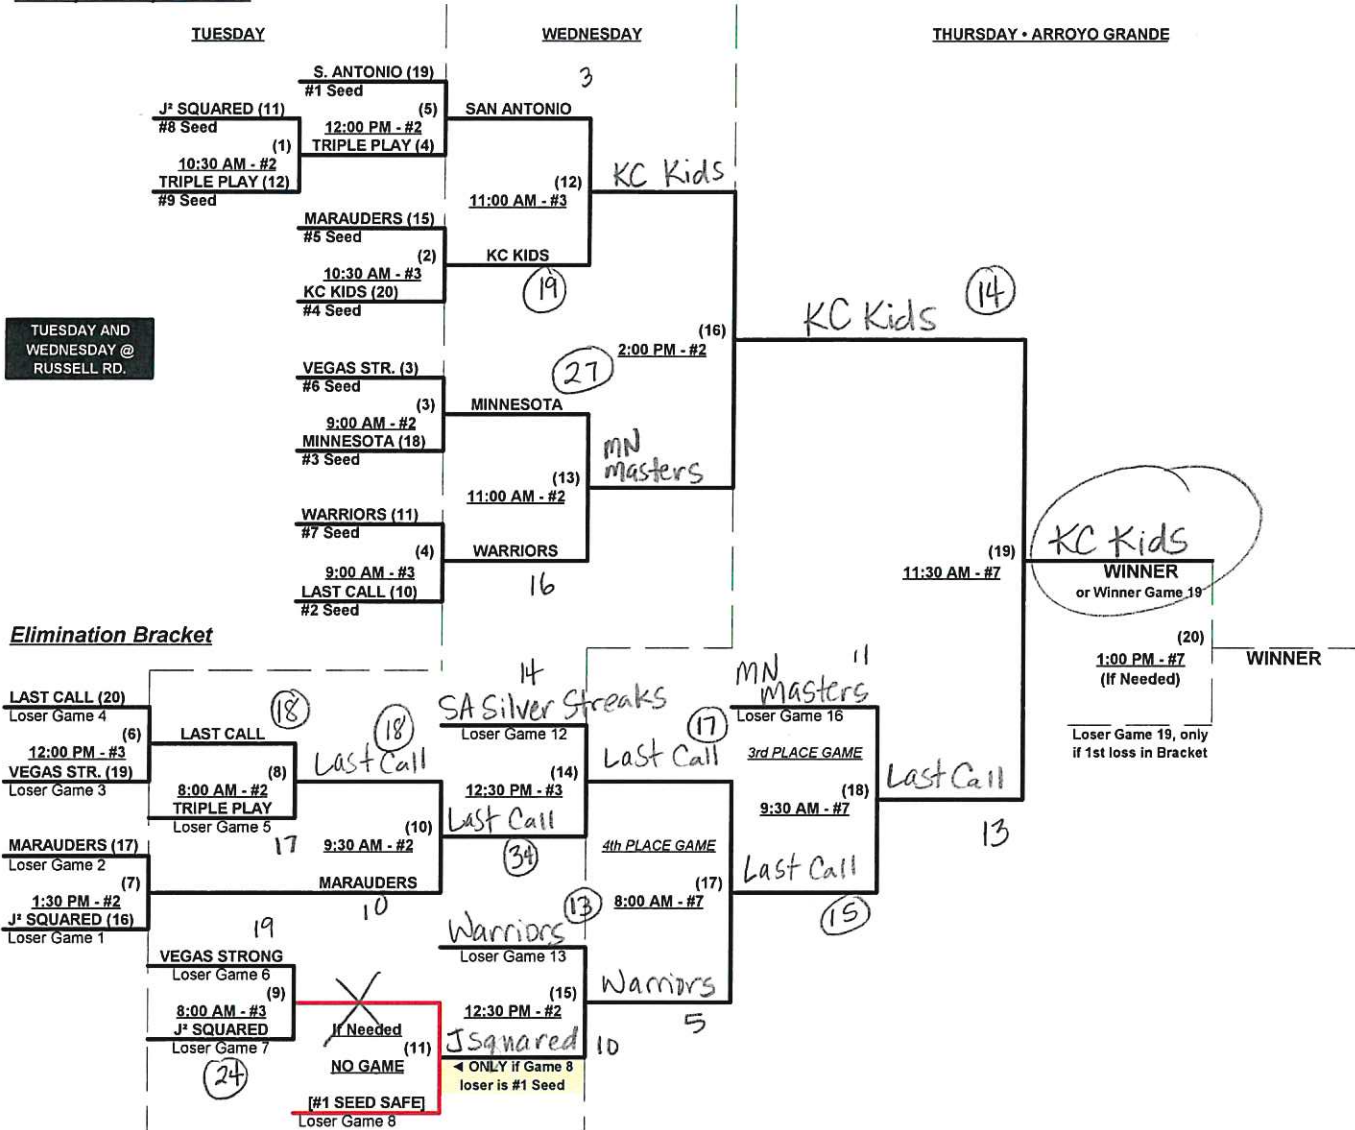 TUESDAY
WEDNESDAY
THURSDAY • ARROYO GRANDE
S. ANTONIO (19)
#1 Seed
3
J² SQUARED (11)
#8 Seed
(5)
12:00 PM - #2
SAN ANTONIO
(1)
10:30 AM - #2
TRIPLE PLAY (4)
TRIPLE PLAY (12)
#9 Seed
(12)
11:00 AM - #3
KC Kids
MARAUDERS (15)
#5 Seed
(2)
10:30 AM - #3
KC KIDS
19
KC KIDS (20)
#4 Seed
KC Kids
14
TUESDAY AND
WEDNESDAY @
RUSSELL RD.
(16)
2:00 PM - #2
27
VEGAS STR. (3)
#6 Seed
(3)
9:00 AM - #2
MINNESOTA
MINNESOTA (18)
#3 Seed
MN
Masters
(13)
11:00 AM - #2
WARRIORS (11)
#7 Seed
(4)
9:00 AM - #3
WARRIORS
16
LAST CALL (10)
#2 Seed
(19)
11:30 AM - #7
KC Kids
WINNER
or Winner Game 19
(20)
1:00 PM - #7
(If Needed)
WINNER
Loser Game 19, only
if 1st loss in Bracket
Elimination Bracket
LAST CALL (20)
Loser Game 4
(6)
12:00 PM - #3
VEGAS STR. (19)
Loser Game 3
LAST CALL
18
(8)
8:00 AM - #2
TRIPLE PLAY
Loser Game 5
17
18
Last Call
14
SA Silver Streaks
Loser Game 12
(14)
12:30 PM - #3
Last Call
34
17
Last Call
MN
Masters
11
Loser Game 16
3rd PLACE GAME
(18)
9:30 AM - #7
Last Call
13
MARAUDERS (17)
Loser Game 2
(7)
1:30 PM - #2
J² SQUARED (16)
Loser Game 1
(10)
9:30 AM - #2
MARAUDERS
10
4th PLACE GAME
(17)
8:00 AM - #7
Last Call
15
19
VEGAS STRONG
Loser Game 6
(9)
8:00 AM - #3
J² SQUARED
Loser Game 7
24
13
Warriors
Loser Game 13
(15)
12:30 PM - #2
Warriors
5
If Needed
(11)
NO GAME
[#1 SEED SAFE]
Loser Game 8
J Squared
10
◄ ONLY if Game 8
loser is #1 Seed